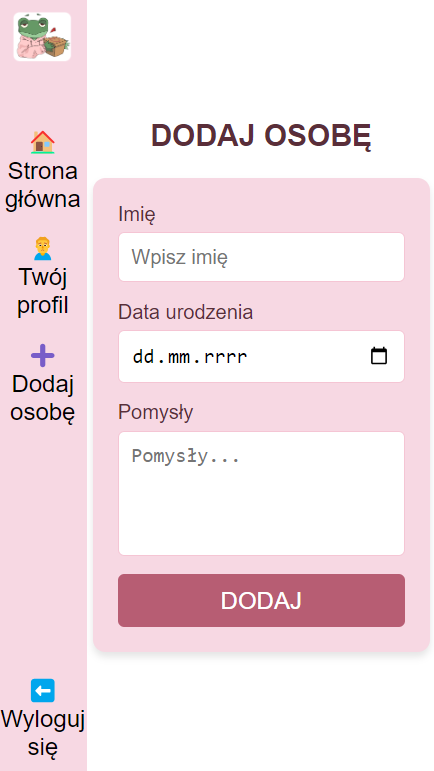 Strona
główna
Twój
profil
Dodaj
osobę
Wyloguj
się
DODAJ OSOBĘ
Imię
Wpisz imię
Data urodzenia
dd.mm.rrrr
Pomysły
Pomysły...
DODAJ